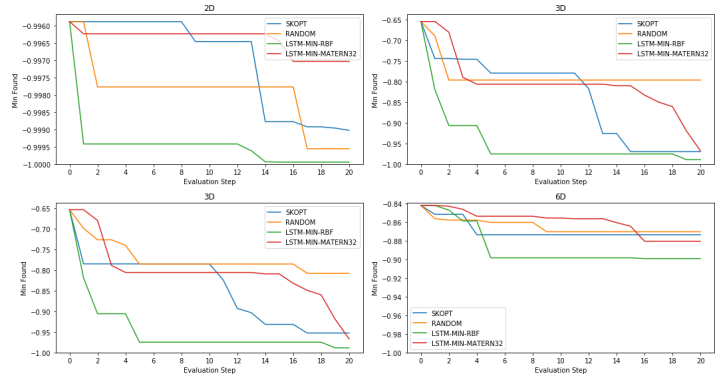 2D
Min Found
−0.9960
−0.9965
−0.9970
−0.9975
−0.9980
−0.9985
−0.9990
−0.9995
−1.0000
0 2 4 6 8 10 12 14 16 18 20
Evaluation Step
SKOPT
RANDOM
LSTM-MIN-RBF
LSTM-MIN-MATERN32
3D
Min Found
−0.65
−0.70
−0.75
−0.80
−0.85
−0.90
−0.95
−1.00
0 2 4 6 8 10 12 14 16 18 20
Evaluation Step
SKOPT
RANDOM
LSTM-MIN-RBF
LSTM-MIN-MATERN32
3D
Min Found
−0.65
−0.70
−0.75
−0.80
−0.85
−0.90
−0.95
−1.00
0 2 4 6 8 10 12 14 16 18 20
Evaluation Step
SKOPT
RANDOM
LSTM-MIN-RBF
LSTM-MIN-MATERN32
6D
Min Found
−0.84
−0.86
−0.88
−0.90
−0.92
−0.94
−0.96
−0.98
−1.00
0 2 4 6 8 10 12 14 16 18 20
Evaluation Step
SKOPT
RANDOM
LSTM-MIN-RBF
LSTM-MIN-MATERN32